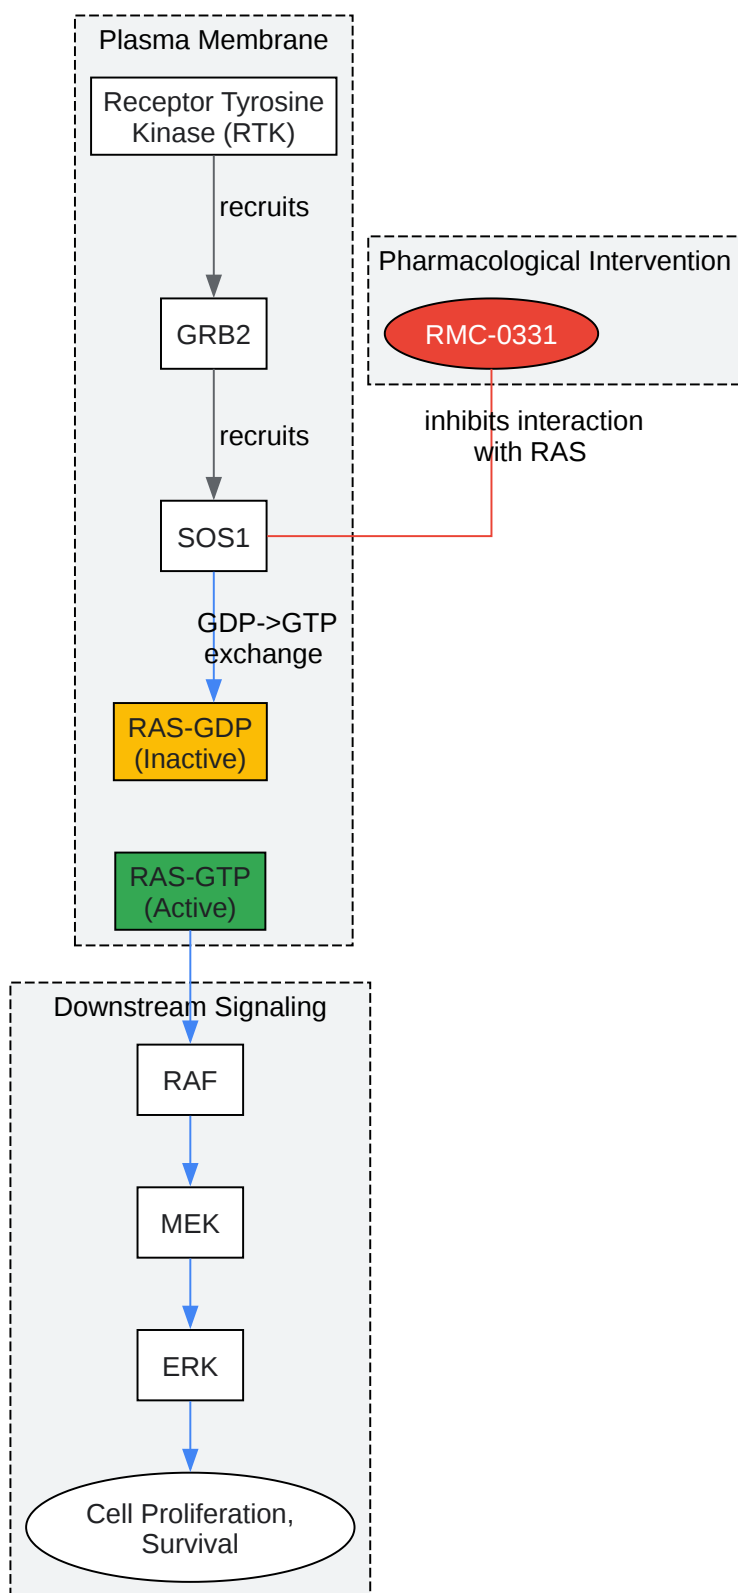 Plasma Membrane
Receptor Tyrosine
Kinase (RTK)
recruits
Pharmacological Intervention
GRB2
RMC-0331
inhibits interaction
with RAS
recruits
SOS1
GDP->GTP
exchange
RAS-GDP
(Inactive)
RAS-GTP
(Active)
Downstream Signaling
RAF
MEK
ERK
Cell Proliferation,
Survival